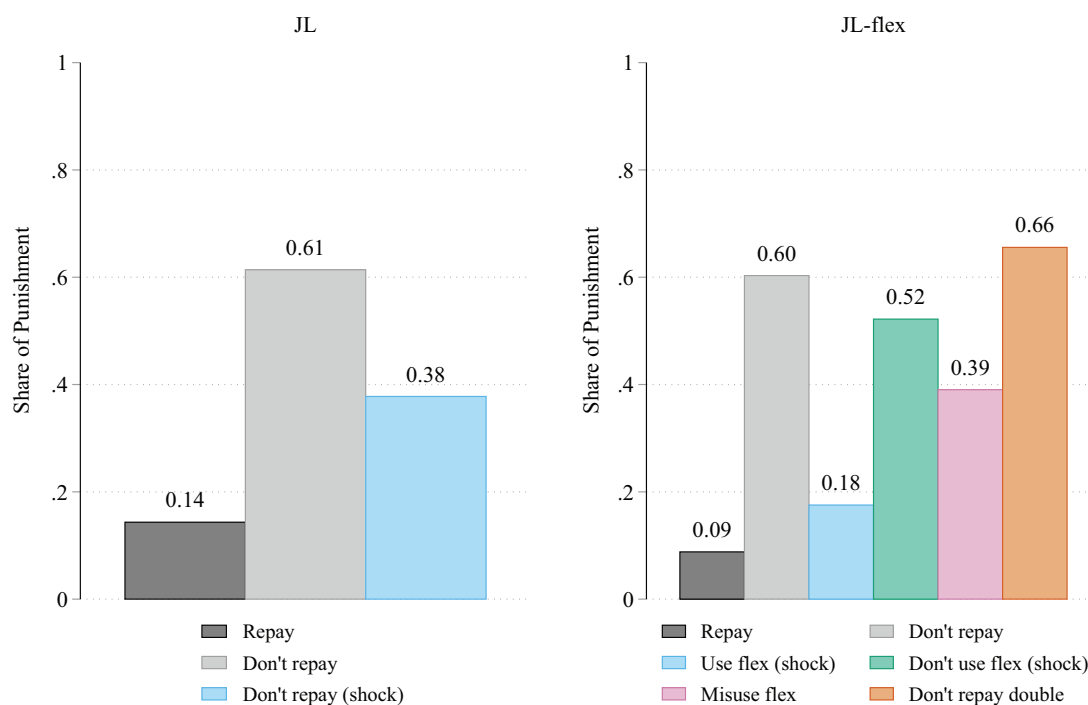 JL
JL-flex
Share of Punishment
1
.8
.6
.4
.2
0
0.14
0.61
0.38
Repay
Don't repay
Don't repay (shock)
Share of Punishment
1
.8
.6
.4
.2
0
0.09
0.60
0.18
0.52
0.39
0.66
Repay
Don't repay
Use flex (shock)
Don't use flex (shock)
Misuse flex
Don't repay double